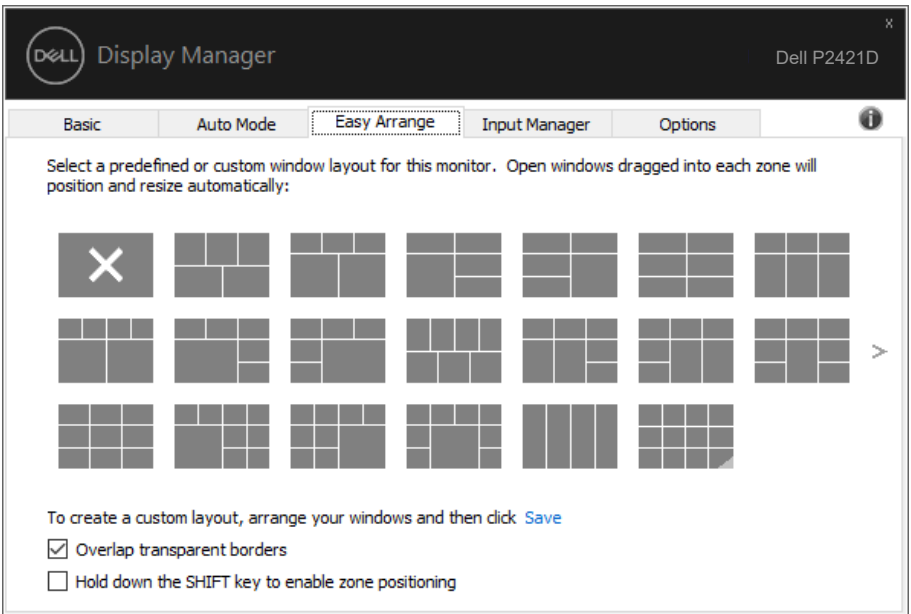 DELL Display Manager
x
Dell P2421D
Basic Auto Mode Easy Arrange Input Manager Options
Select a predefined or custom window layout for this monitor. Open windows dragged into each zone will
position and resize automatically:
>
To create a custom layout, arrange your windows and then click Save
Overlap transparent borders
Hold down the SHIFT key to enable zone positioning